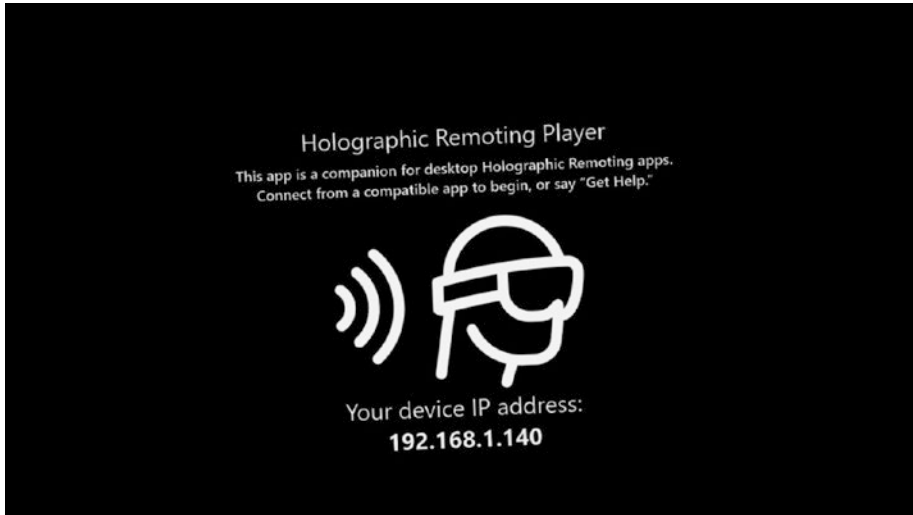 Holographic Remoting Player
This app is a companion for desktop Holographic Remoting apps.
Connect from a compatible app to begin, or say “Get Help.”
Your device IP address:
192.168.1.140